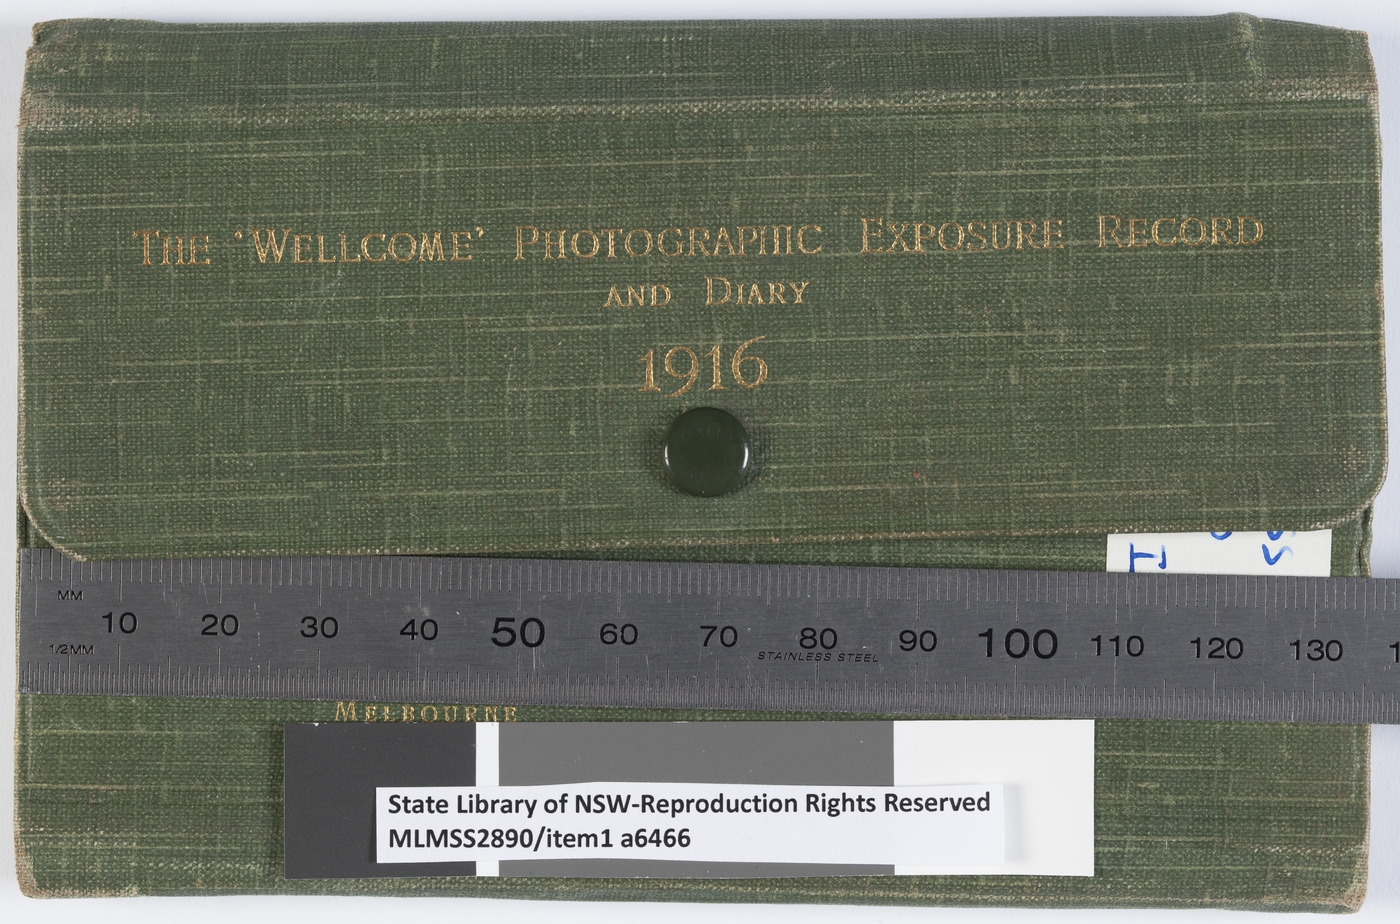 THE 'WELLCOME' PHOTOGRAPHIC EXPOSURE RECORD
AND DIARY
1916
MM
10 20 30 40 50 60 70 80 90 100 110 120 130
1/2MM
STAINLESS STEEL
MELBOURNE
State Library of NSW-Reproduction Rights Reserved
MLMSS2890/item1 a6466